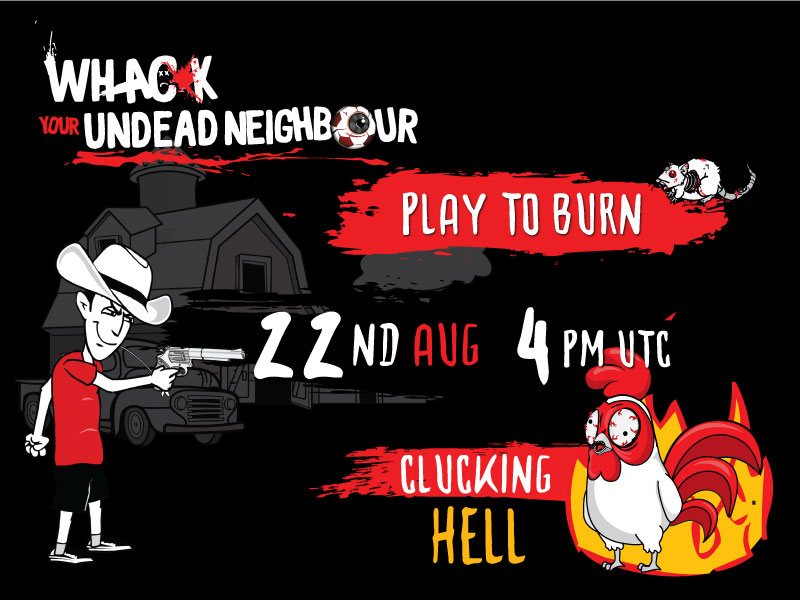 WHACK
YOUR UNDEAD NEIGHBOUR
PLAY TO BURN
22ND AUG 4 PM UTC
CLUCKING
HELL